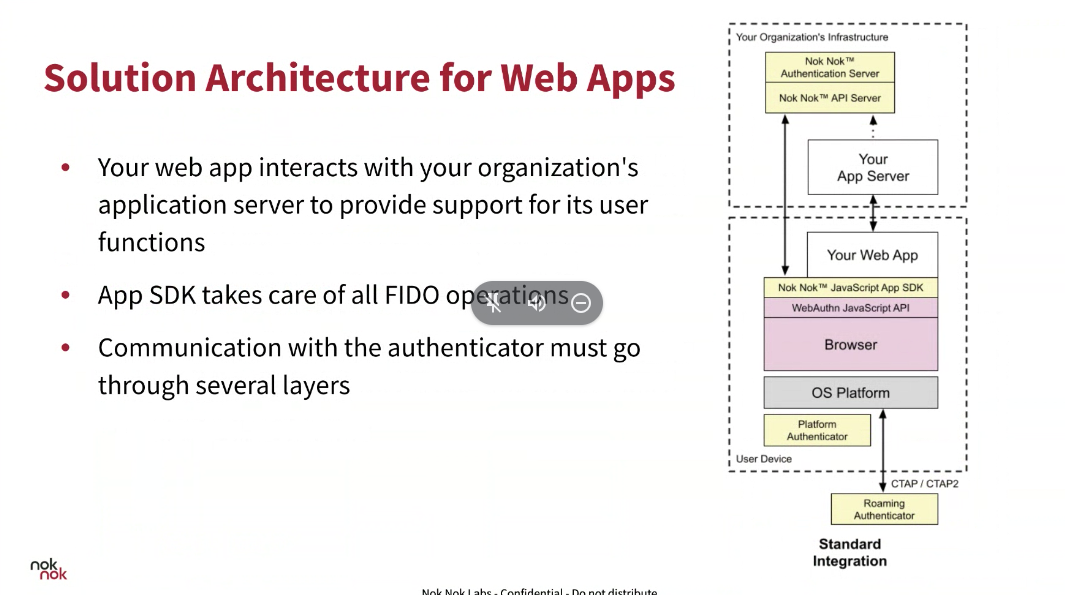 Solution Architecture for Web Apps
• Your web app interacts with your organization's
application server to provide support for its user
functions
• App SDK takes care of all FIDO operations
• Communication with the authenticator must go
through several layers
Your Organization's Infrastructure
Nok Nok™
Authentication Server
Nok Nok™ API Server
Your
App Server
Your Web App
Nok Nok™ JavaScript App SDK
WebAuthn JavaScript API
Browser
OS Platform
Platform
Authenticator
User Device
CTAP / CTAP2
Roaming
Authenticator
Standard
Integration
nok
nok
Nok Nok Labs - Confidential - Do not distribute